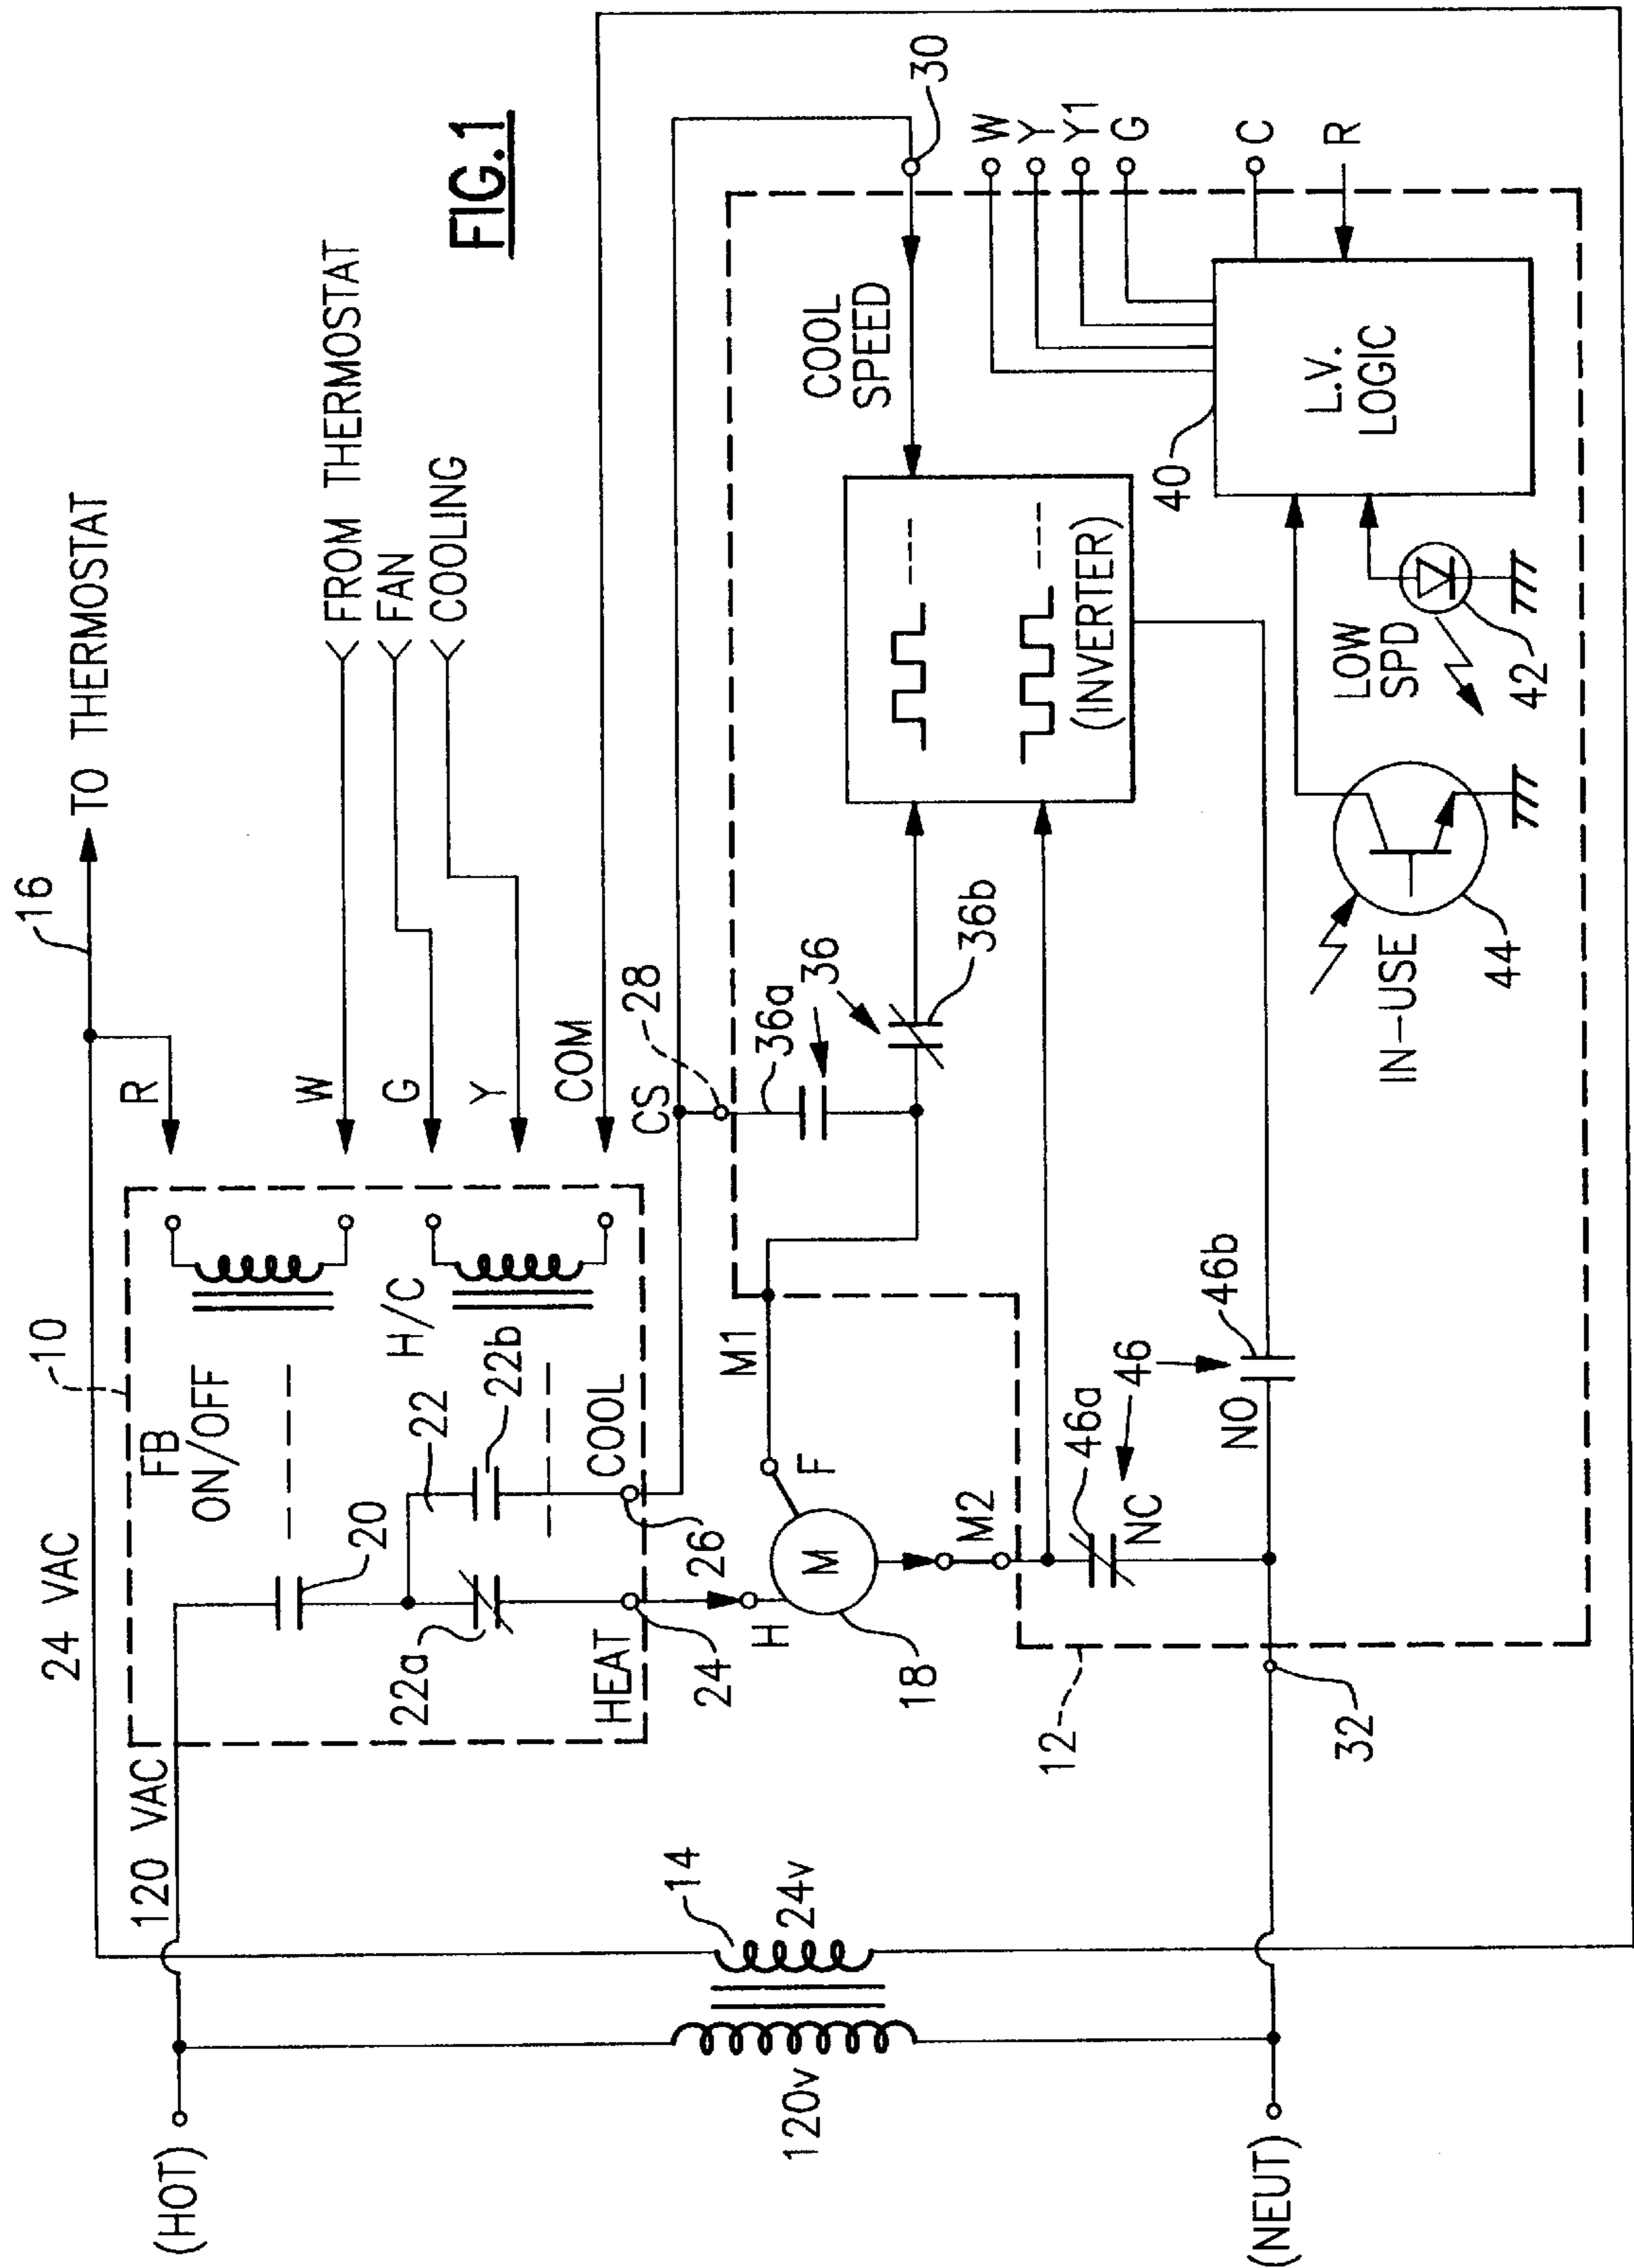 FIG.1
16
TO THERMOSTAT
24 VAC
R
10
FROM THERMOSTAT
W
FAN
G
COOLING
Y
COM
FB
ON/OFF
H/C
20
22
22b
22a
HEAT
COOL
24
26
120 VAC
(HOT)
14
120v
24v
(NEUT)
CS
28
36a
36
36b
30
COOL
SPEED
W
Y
Y1
G
C
R
M1
F
H
M
18
M2
12
46a
46
NC
NO
46b
32
(INVERTER)
40
L.V.
LOGIC
LOW
SPD
42
IN-USE
44